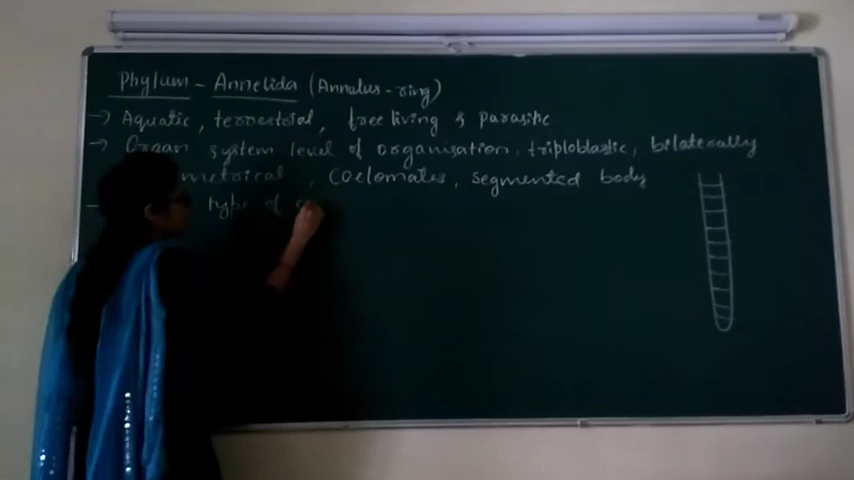 Phylum - Annelida (Annulus - ring)
-> Aquatic, terrestrial, free living & parasitic
-> Organ system level of organisation, triploblastic, bilaterally
metrical, coelomates, segmented body
type of